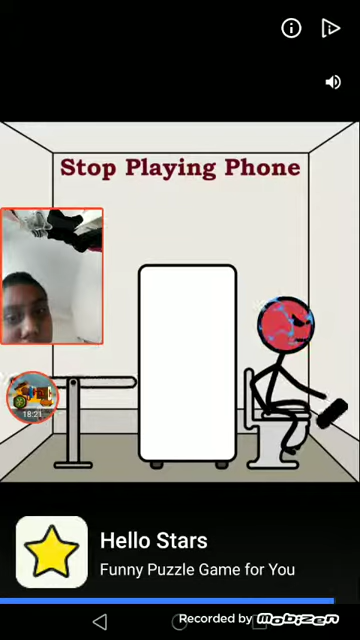 Stop Playing Phone
18:21
Hello Stars
Funny Puzzle Game for You
Recorded by Mobizen